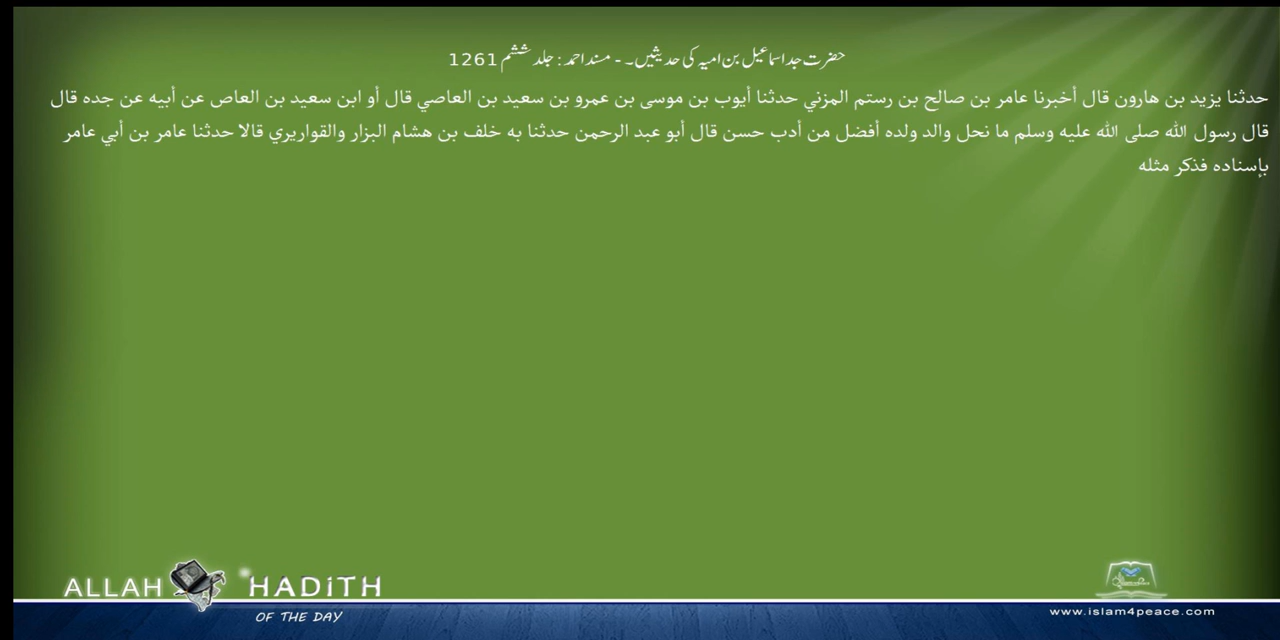 حضرت جد اسماعیل بن امیہ کی حدیثیں۔ - مسند احمد : جلد ششم 1261
حدثنا يزيد بن هارون قال أخبرنا عامر بن صالح بن رستم المزني حدثنا أيوب بن موسى بن عمرو بن سعيد بن العاصي قال أو ابن سعيد بن العاص عن أبيه عن جده قال
قال رسول الله صلى الله عليه وسلم ما نحل والد ولده أفضل من أدب حسن قال أبو عبد الرحمن حدثنا به خلف بن هشام البزار والقواريري قالا حدثنا عامر بن أبي عامر
بإسناده فذكر مثله
ALLAH HADITH
OF THE DAY
www.islam4peace.com